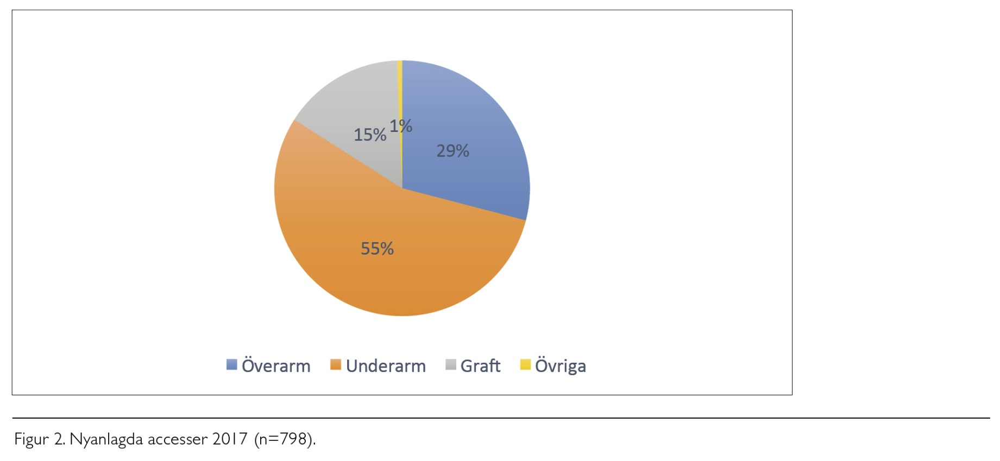 1%
15%
29%
55%
Överarm Underarm Graft Övriga
Figur 2. Nyanlagda accesser 2017 (n=798).